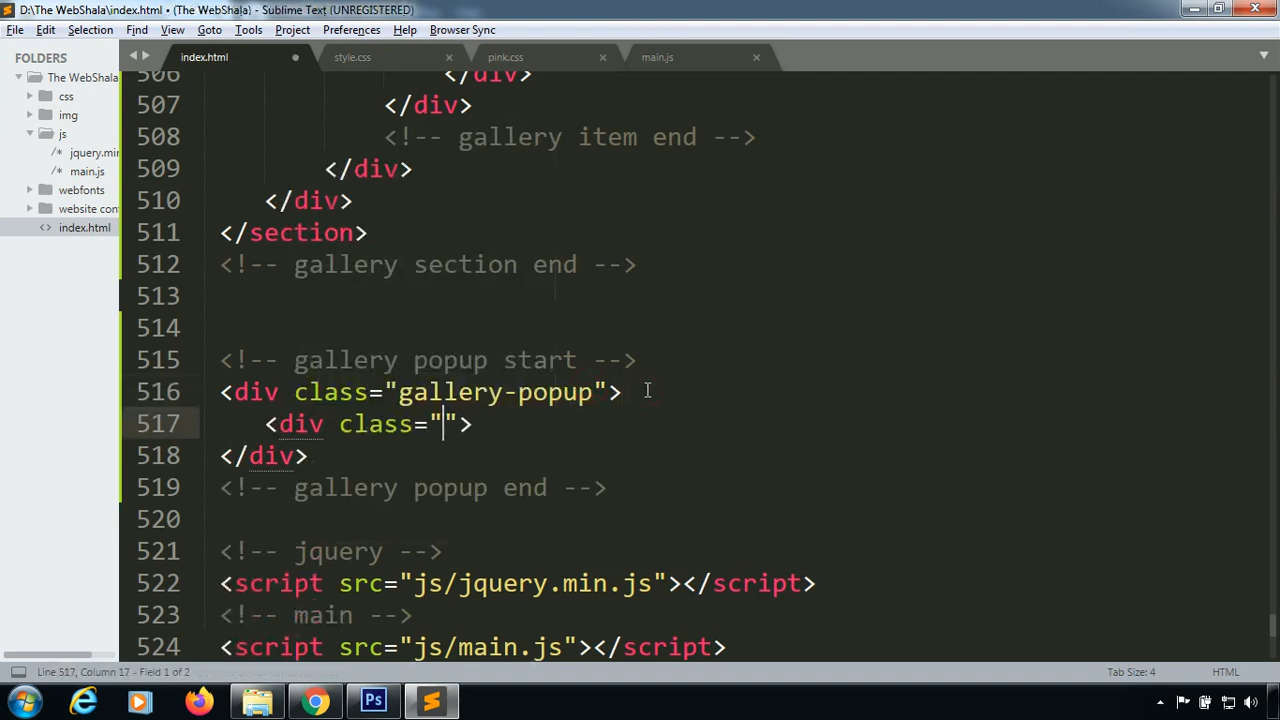 D:\The WebShala\index.html • (The WebShala) - Sublime Text (UNREGISTERED)
File Edit Selection Find View Goto Tools Project Preferences Help Browser Sync
FOLDERS
The WebShala
css
img
js
/* jquery.min
/* main.js
webfonts
website con
<> index.html
index.html style.css pink.css main.js
506 </div>
507 </div>
508 <!-- gallery item end -->
509 </div>
510 </div>
511 </section>
512 <!-- gallery section end -->
513
514
515 <!-- gallery popup start -->
516 <div class="gallery-popup">
517 <div class="">
518 </div>
519 <!-- gallery popup end -->
520
521 <!-- jquery -->
522 <script src="js/jquery.min.js"></script>
523 <!-- main -->
524 <script src="js/main.js"></script>
Line 517, Column 17 - Field 1 of 2 Tab Size: 4 HTML
Ps